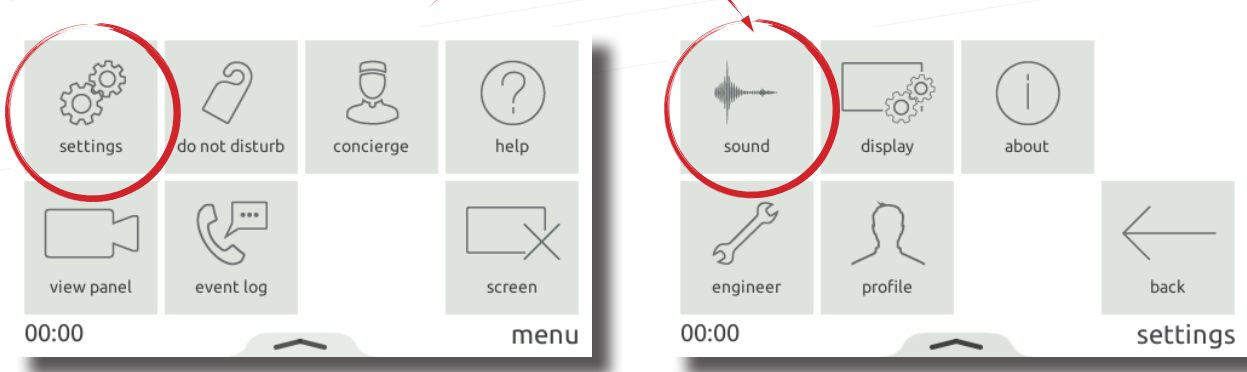 settings
do not disturb
concierge
help
view panel
event log
screen
00:00
menu
sound
display
about
engineer
profile
back
00:00
settings